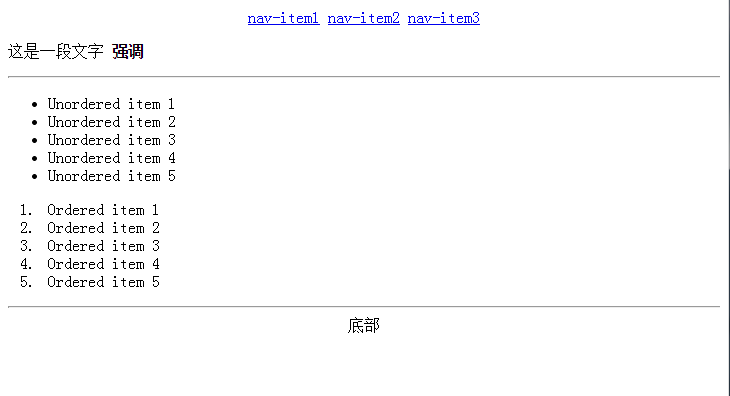 nav-item1 nav-item2 nav-item3
这是一段文字 强调
• Unordered item 1
• Unordered item 2
• Unordered item 3
• Unordered item 4
• Unordered item 5
1. Ordered item 1
2. Ordered item 2
3. Ordered item 3
4. Ordered item 4
5. Ordered item 5
底部